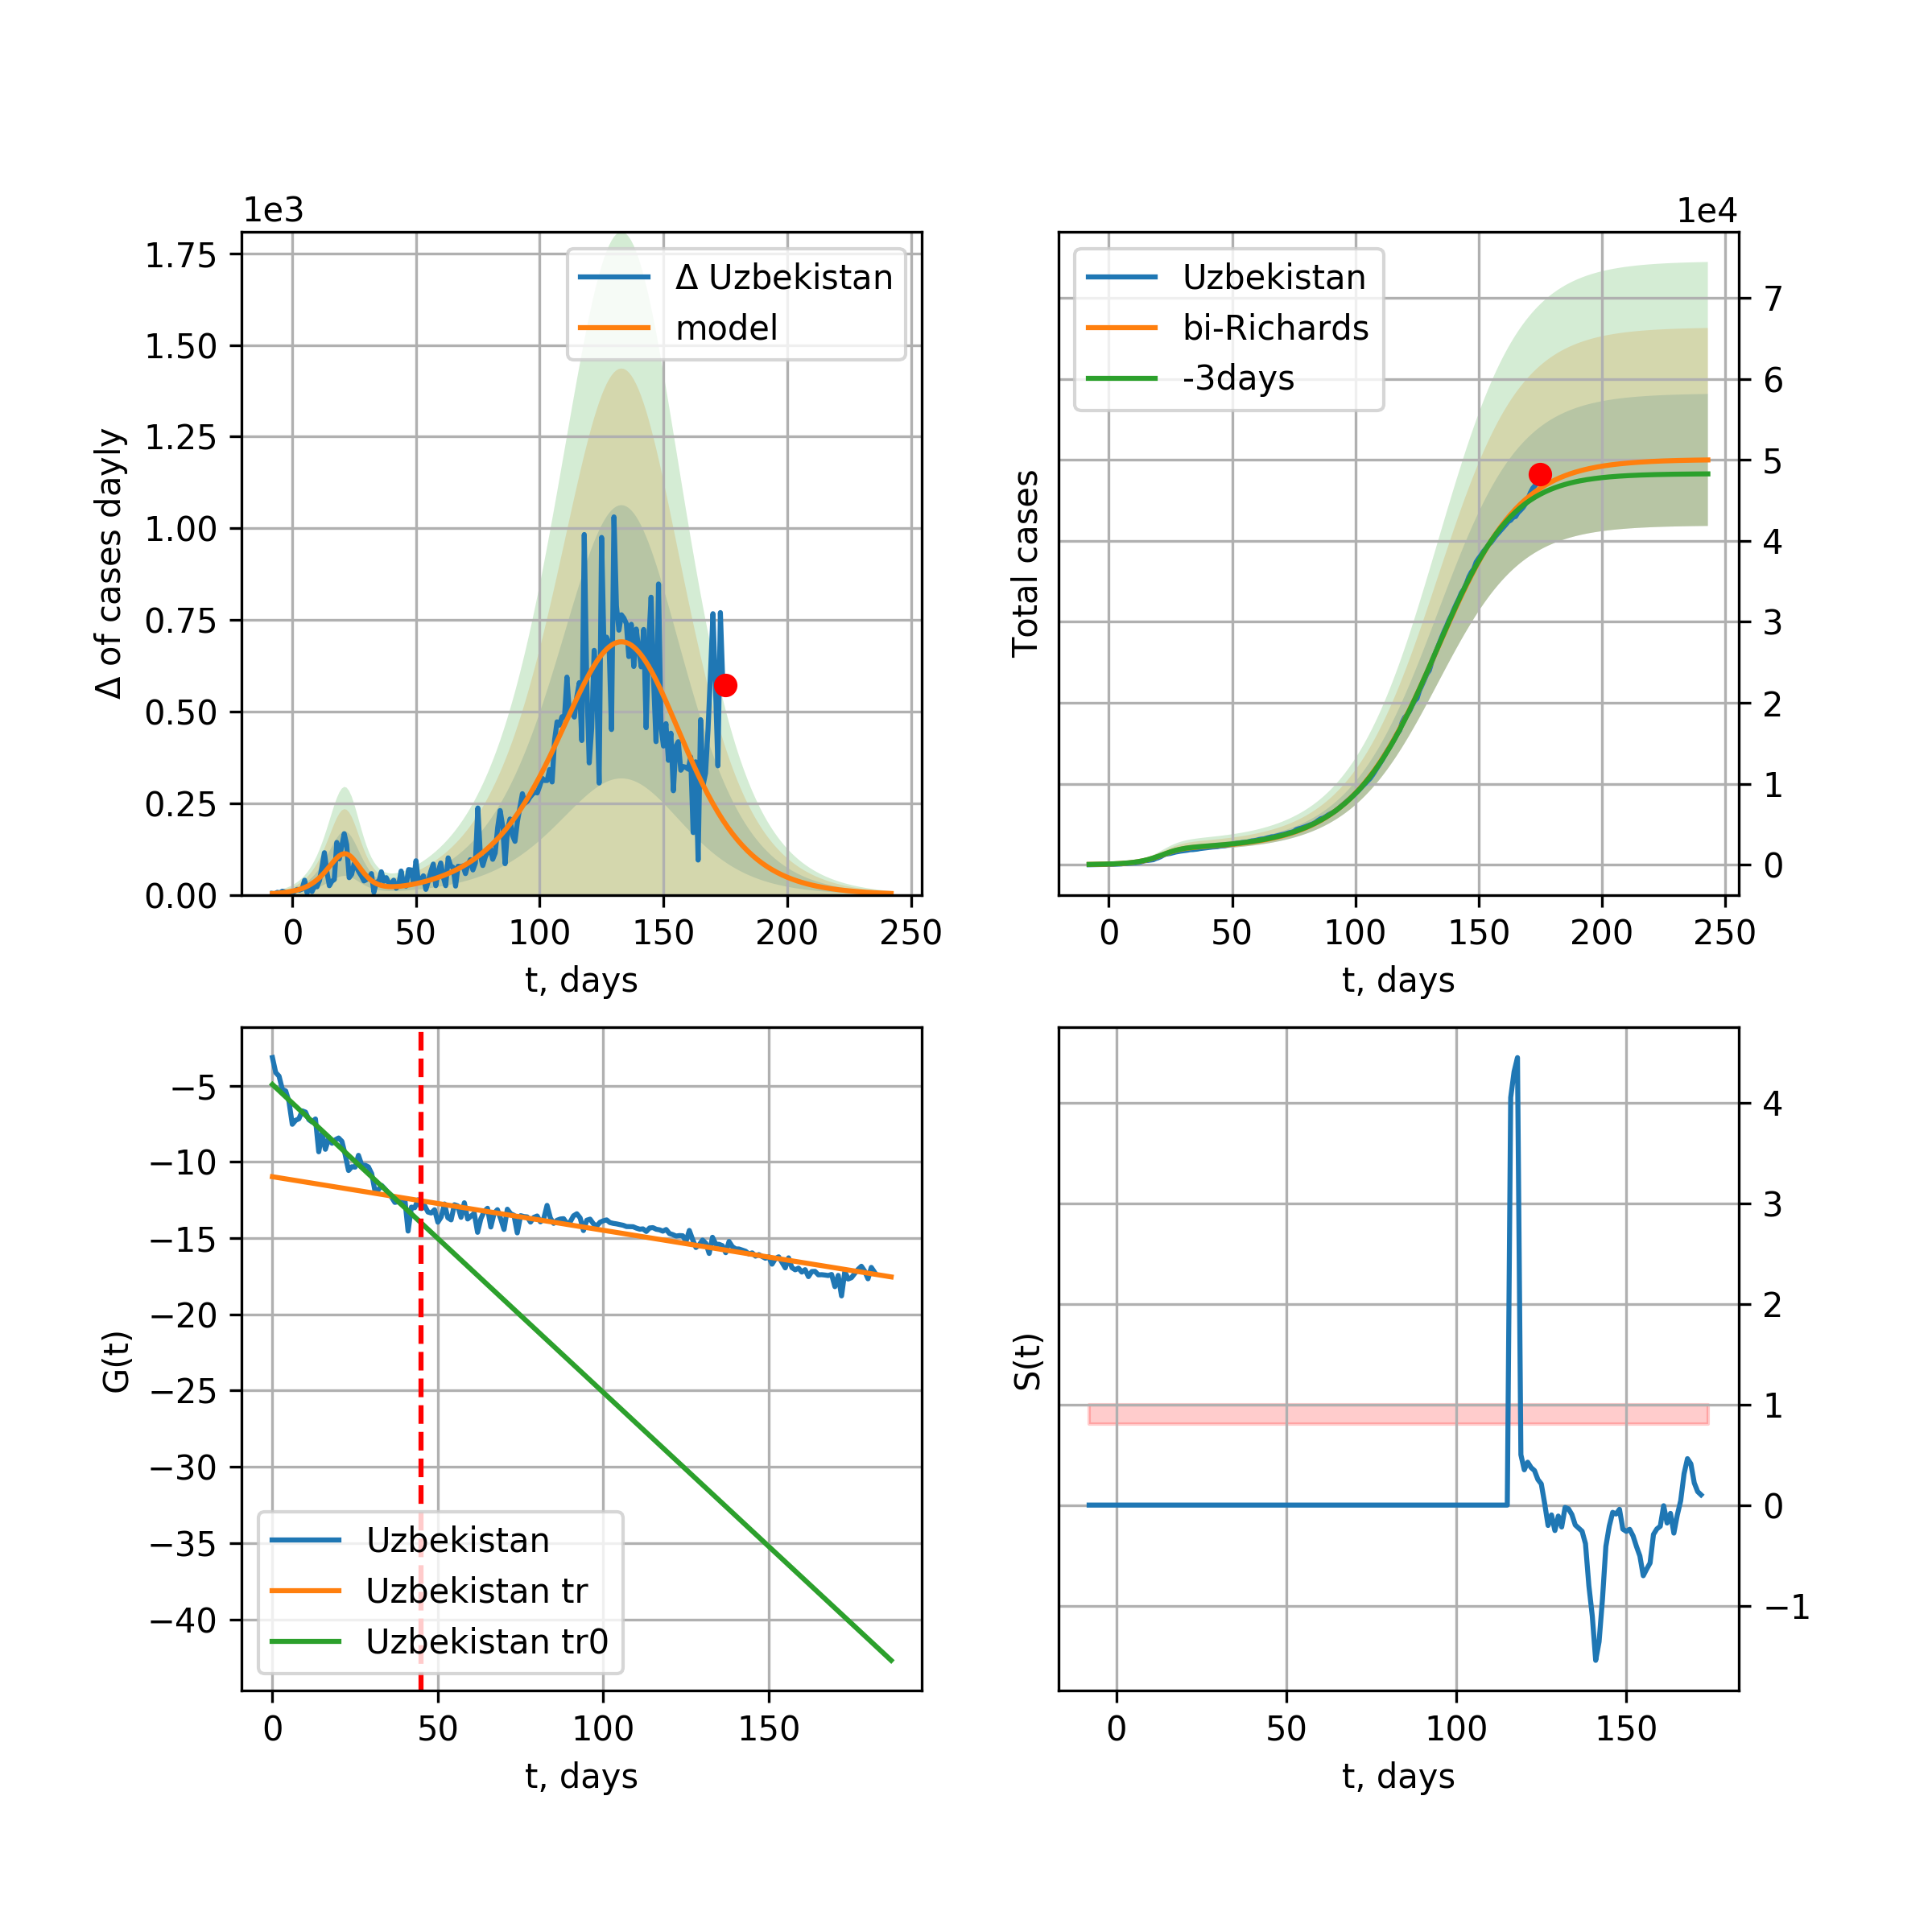 1e3
1.75
1.50
1.25
1.00
0.75
0.50
0.25
0.00
Δ of cases dayly
Δ Uzbekistan
model
0 50 100 150 200 250
t, days
1e4
Uzbekistan
bi-Richards
-3days
Total cases
7
6
5
4
3
2
1
0
0 50 100 150 200 250
t, days
−5
−10
−15
−20
−25
−30
−35
−40
G(t)
Uzbekistan
Uzbekistan tr
Uzbekistan tr0
0 50 100 150
t, days
S(t)
4
3
2
1
0
−1
0 50 100 150
t, days